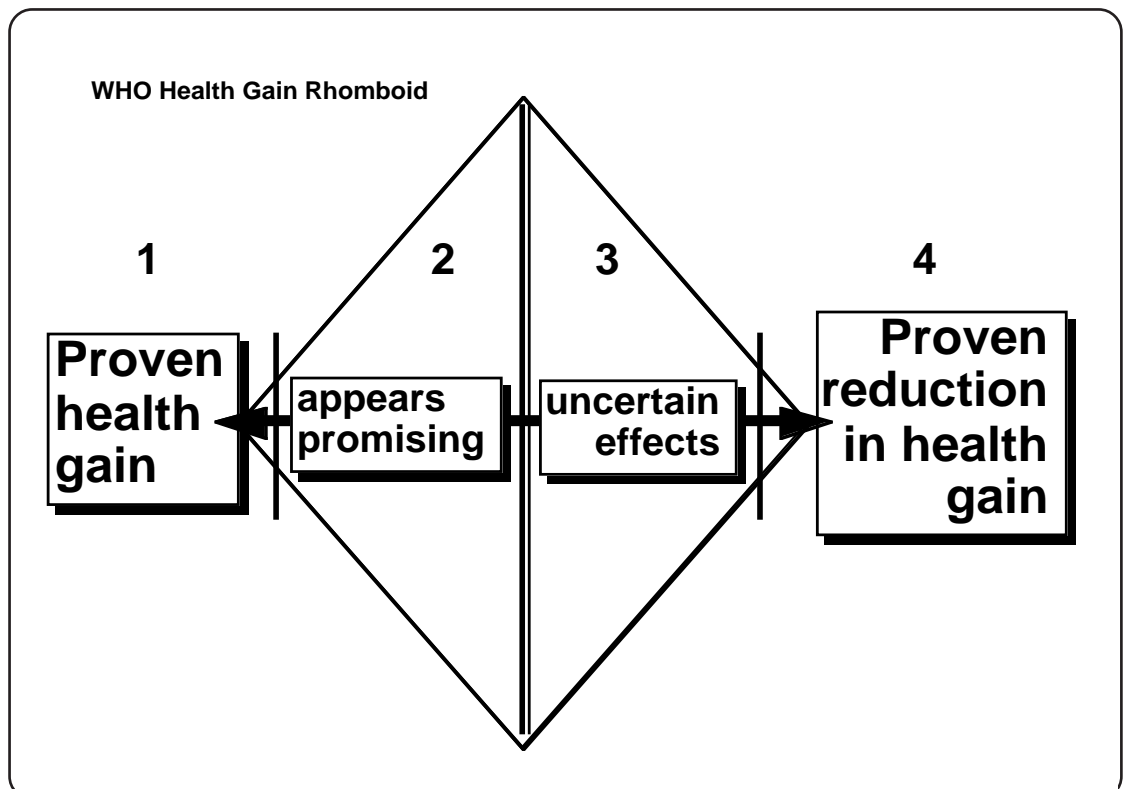 WHO Health Gain Rhomboid
1
2
3
4
Proven
health
gain
appears
promising
uncertain
effects
Proven
reduction
in health
gain